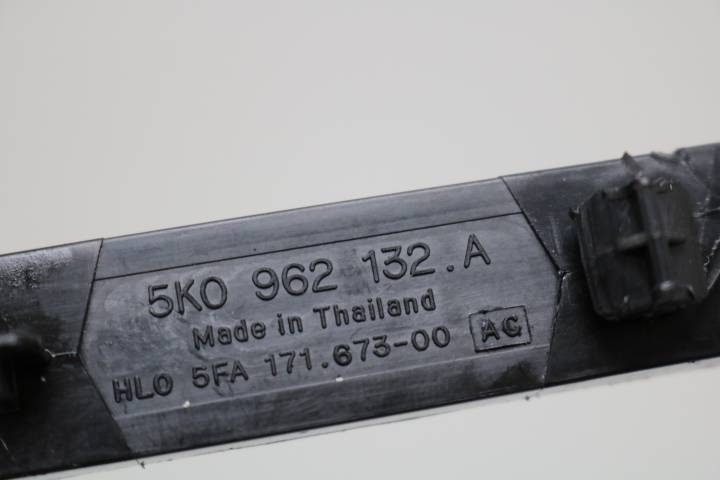 5K0 962 132.A
Made in Thailand
HLO 5FA 171.673-00 AC